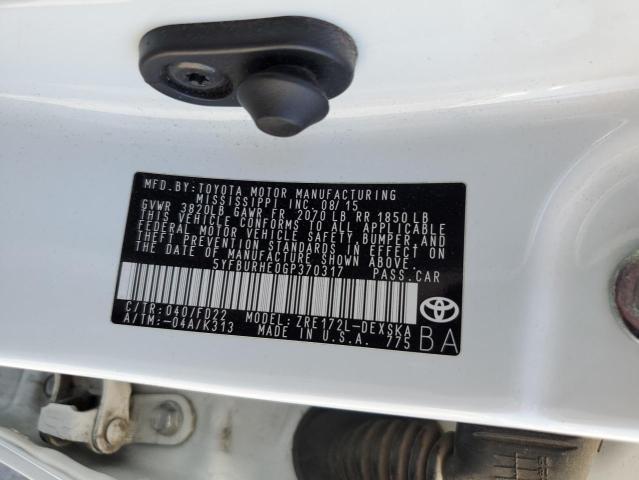 MFD.BY: TOYOTA MOTOR MANUFACTURING
MISSISSIPPI INC. 08/15
GVWR 3820LB GAWR FR 2070 LB RR 1850 LB
THIS VEHICLE CONFORMS TO ALL APPLICABLE
FEDERAL MOTOR VEHICLE SAFETY, BUMPER, AND
THEFT PREVENTION STANDARDS IN EFFECT ON
THE DATE OF MANUFACTURE SHOWN ABOVE.
5YFBURHE0GP370317 PASS.CAR
C/TR: 040/FD22 MODEL: ZRE172L-DEXSKA
A/TM: -04A/K313 MADE IN U.S.A. 775
BA